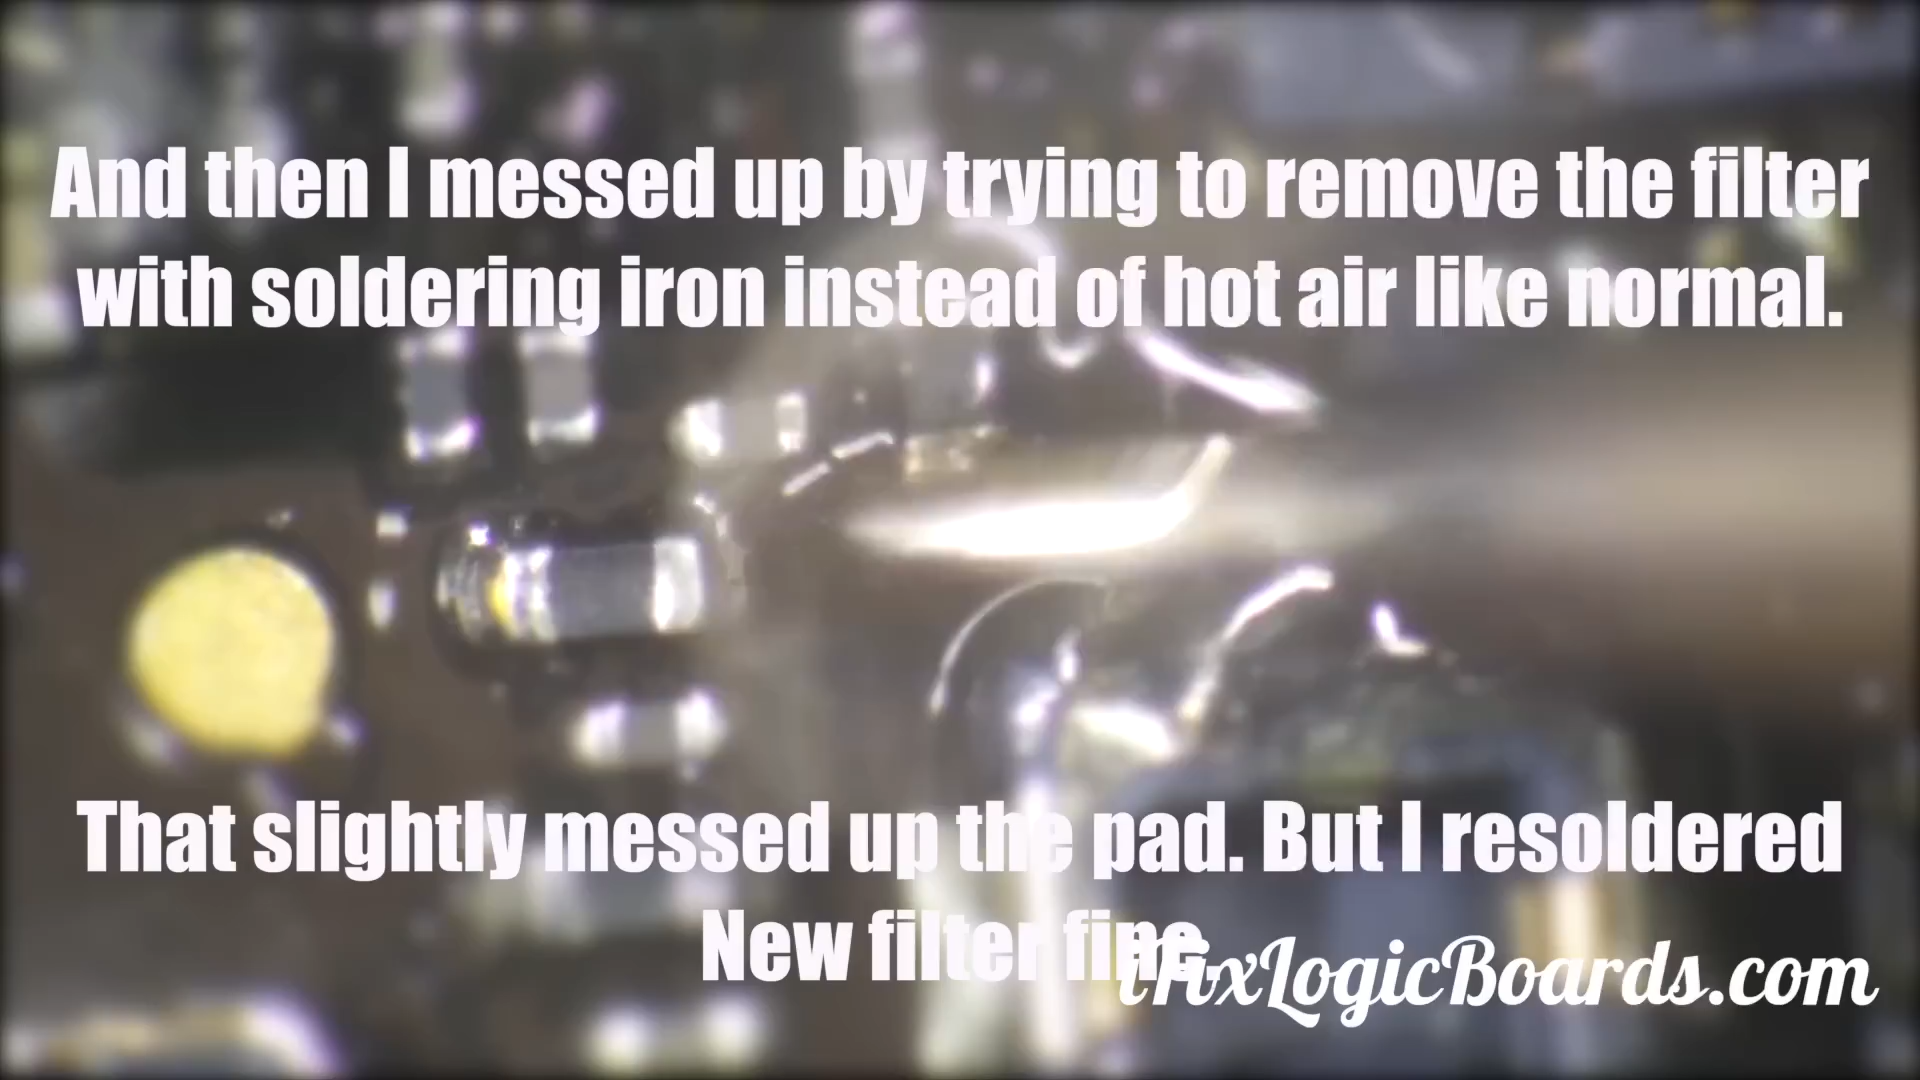 And then I messed up by trying to remove the filter
with soldering iron instead of hot air like normal.
That slightly messed up the pad. But I resoldered
New filter fine.
iFixLogicBoards.com